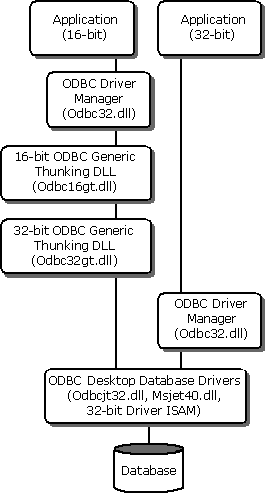 Application
(16-bit)
Application
(32-bit)
ODBC Driver
Manager
(Odbc32.dll)
16-bit ODBC Generic
Thunking DLL
(Odbc16gt.dll)
32-bit ODBC Generic
Thunking DLL
(Odbc32gt.dll)
ODBC Driver
Manager
(Odbc32.dll)
ODBC Desktop Database Drivers
(Odbcjt32.dll, Msjet40.dll,
32-bit Driver ISAM)
Database